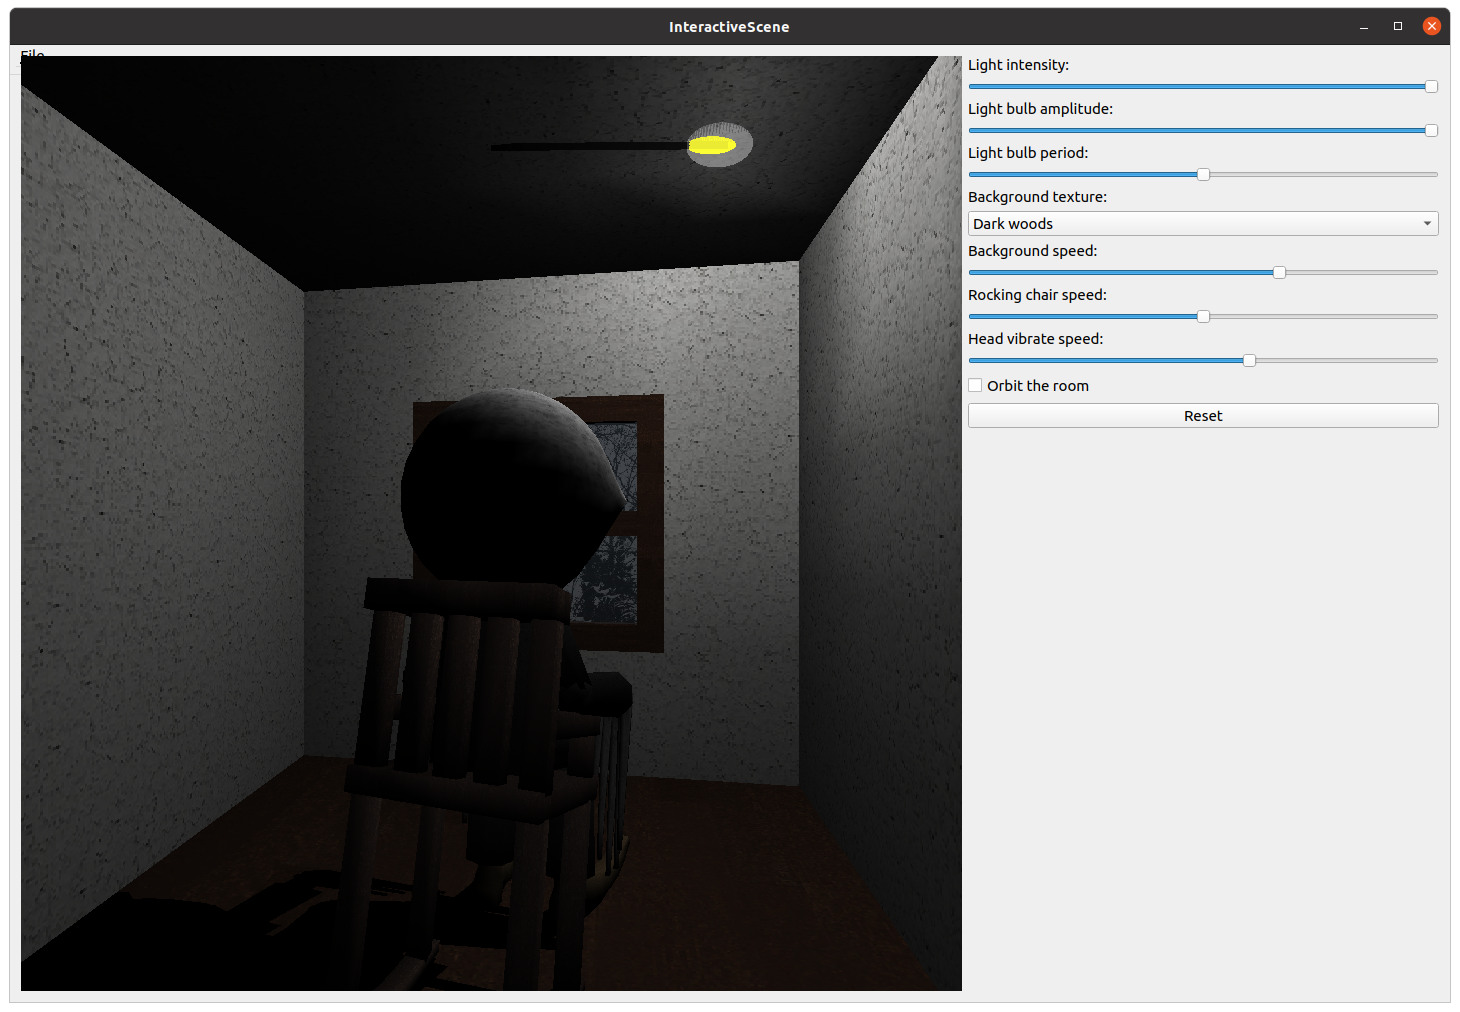 InteractiveScene
File
Light intensity:
Light bulb amplitude:
Light bulb period:
Background texture:
Dark woods
Background speed:
Rocking chair speed:
Head vibrate speed:
Orbit the room
Reset